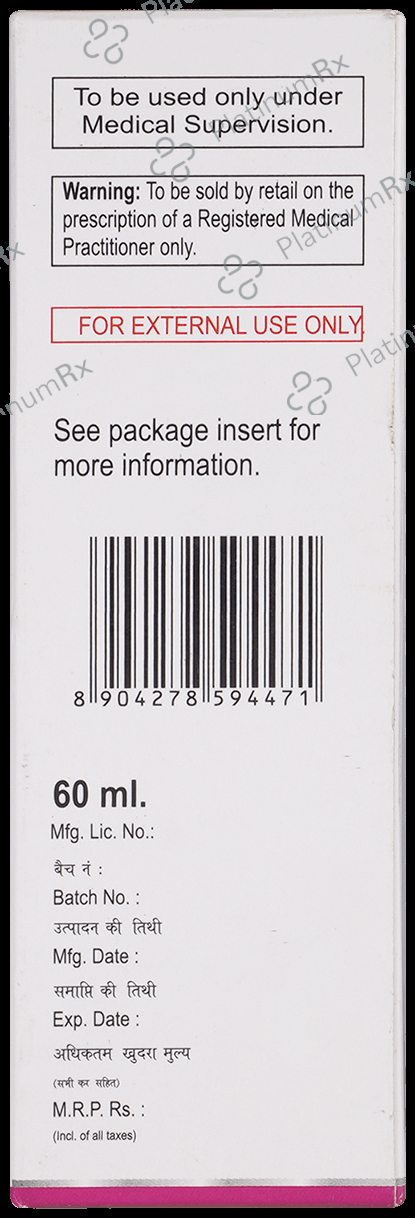 To be used only under
Medical Supervision.
Warning: To be sold by retail on the
prescription of a Registered Medical
Practitioner only.
FOR EXTERNAL USE ONLY.
See package insert for
more information.
8 904278 594471
60 ml.
Mfg. Lic. No.:
बैच नं :
Batch No. :
उत्पादन की तिथी
Mfg. Date :
समाप्ति की तिथी
Exp. Date :
अधिकतम खुदरा मुल्य
(सभी कर सहित)
M.R.P. Rs. :
(Incl. of all taxes)
PlatinumRx
PlatinumRx
PlatinumRx